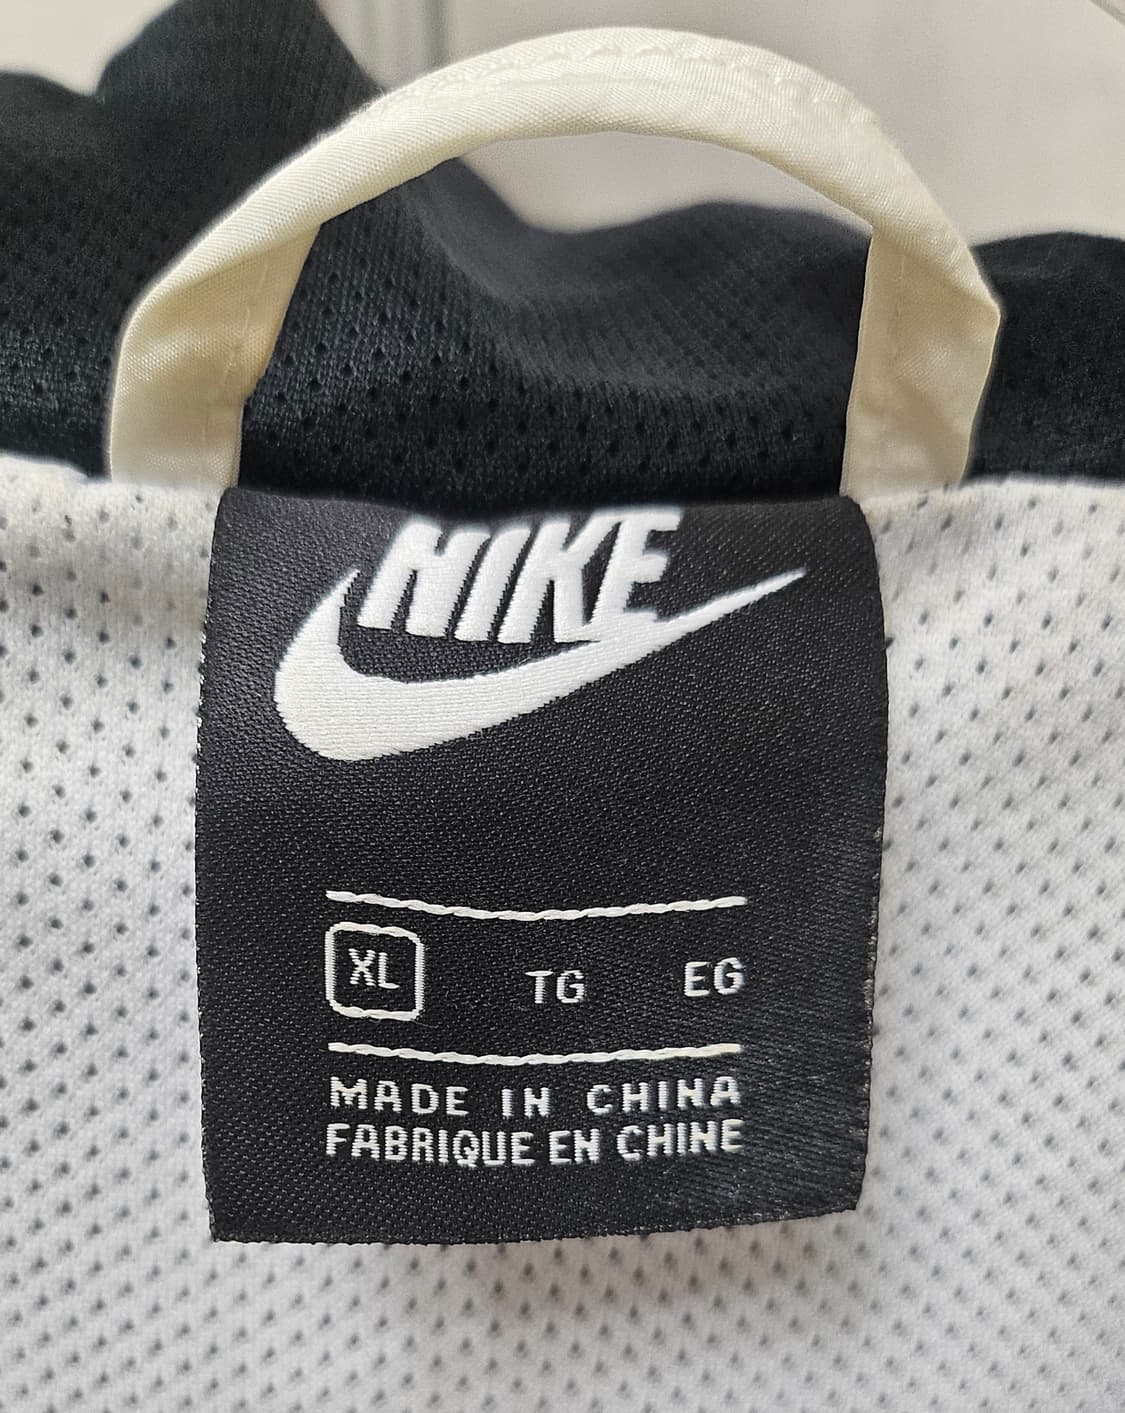 NIKE
XL TG EG
MADE IN CHINA
FABRIQUE EN CHINE